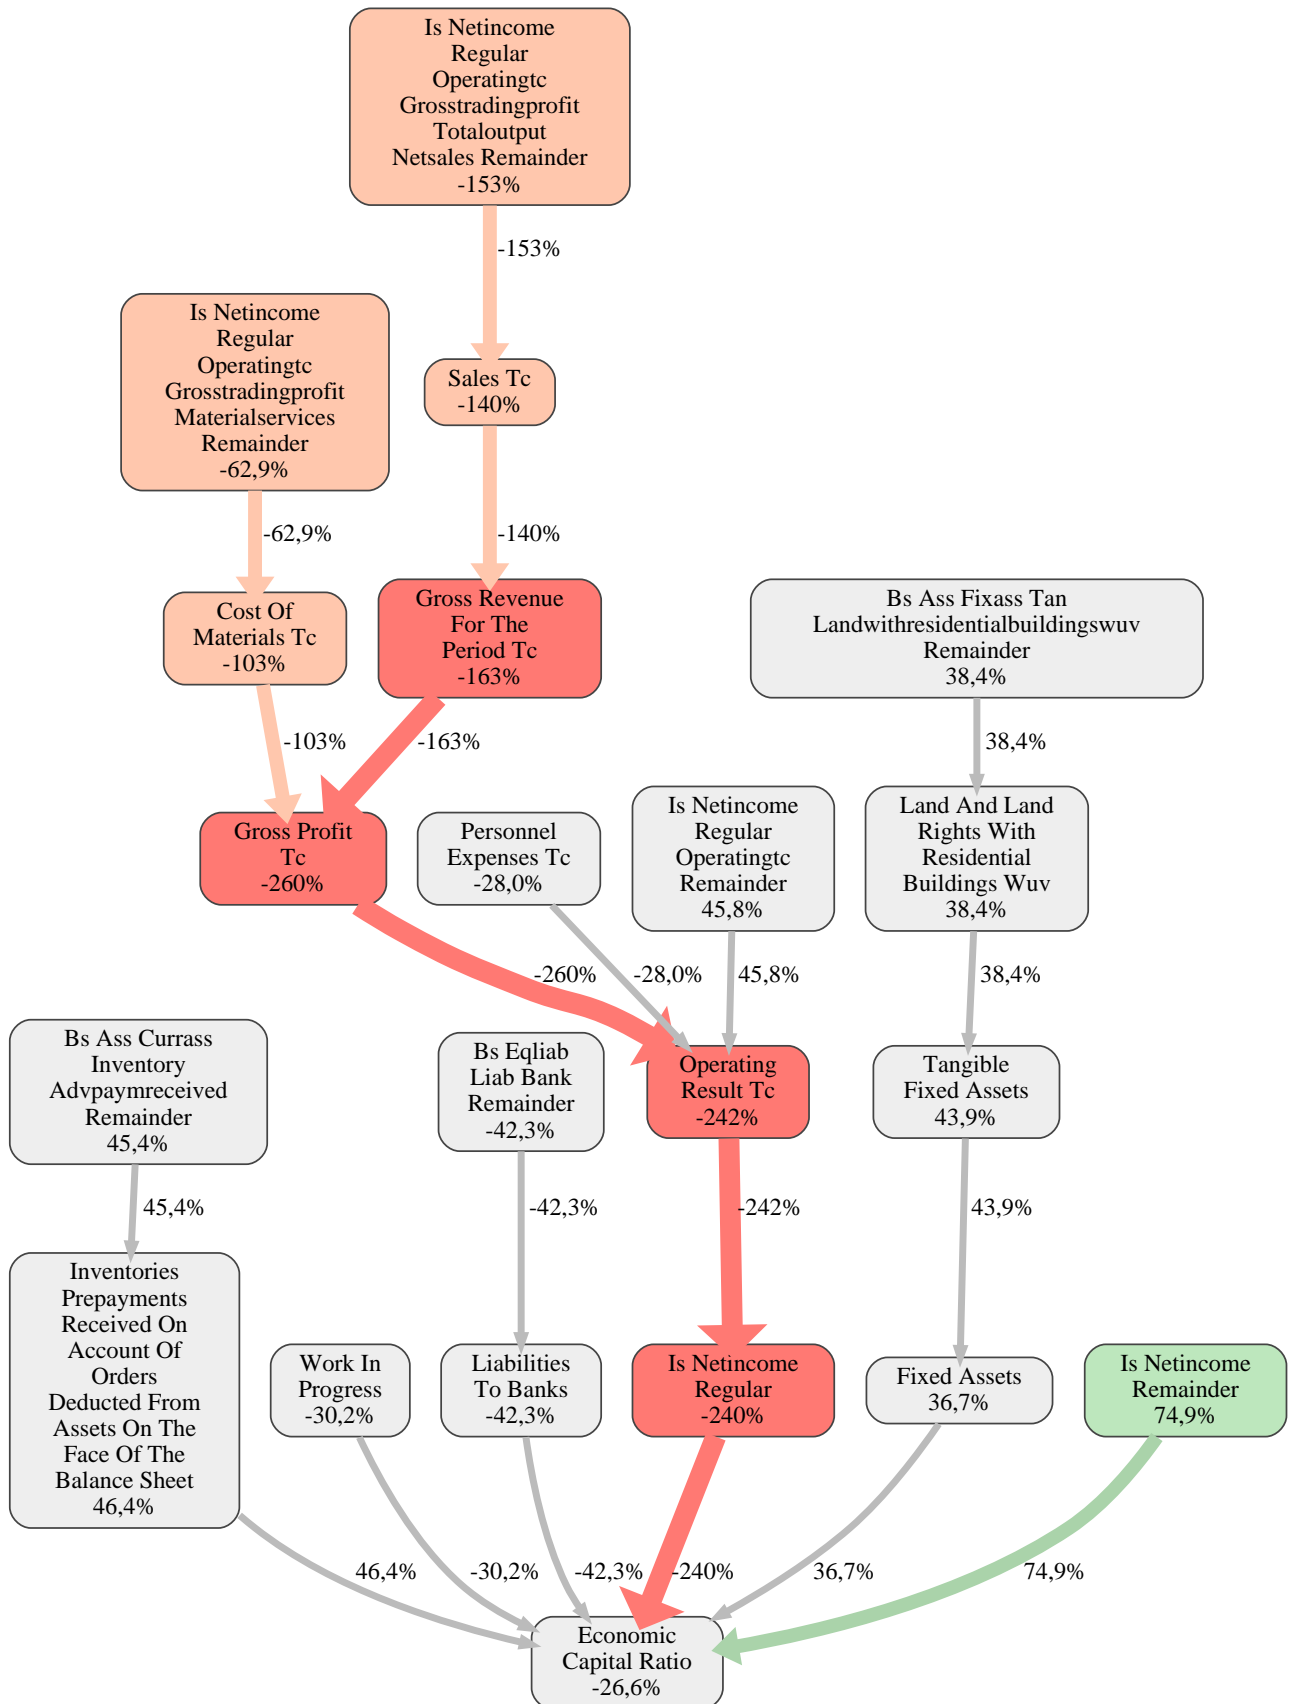 Is Netincome
Regular
Operatingtc
Grosstradingprofit
Totaloutput
Netsales Remainder
-153%
-153%
Is Netincome
Regular
Operatingtc
Grosstradingprofit
Materialservices
Remainder
-62,9%
Sales Tc
-140%
-62,9%
-140%
Cost Of
Materials Tc
-103%
Gross Revenue
For The
Period Tc
-163%
Bs Ass Fixass Tan
Landwithresidentialbuildingswuv
Remainder
38,4%
-103%
-163%
38,4%
Gross Profit
Tc
-260%
Personnel
Expenses Tc
-28,0%
Is Netincome
Regular
Operatingtc
Remainder
45,8%
Land And Land
Rights With
Residential
Buildings Wuv
38,4%
-260%
-28,0%
45,8%
38,4%
Bs Ass Currass
Inventory
Advpaymreceived
Remainder
45,4%
Bs Eqliab
Liab Bank
Remainder
-42,3%
Operating
Result Tc
-242%
Tangible
Fixed Assets
43,9%
45,4%
-42,3%
-242%
43,9%
Inventories
Prepayments
Received On
Account Of
Orders
Deducted From
Assets On The
Face Of The
Balance Sheet
46,4%
Work In
Progress
-30,2%
Liabilities
To Banks
-42,3%
Is Netincome
Regular
-240%
Fixed Assets
36,7%
Is Netincome
Remainder
74,9%
46,4%
-30,2%
-42,3%
-240%
36,7%
74,9%
Economic
Capital Ratio
-26,6%